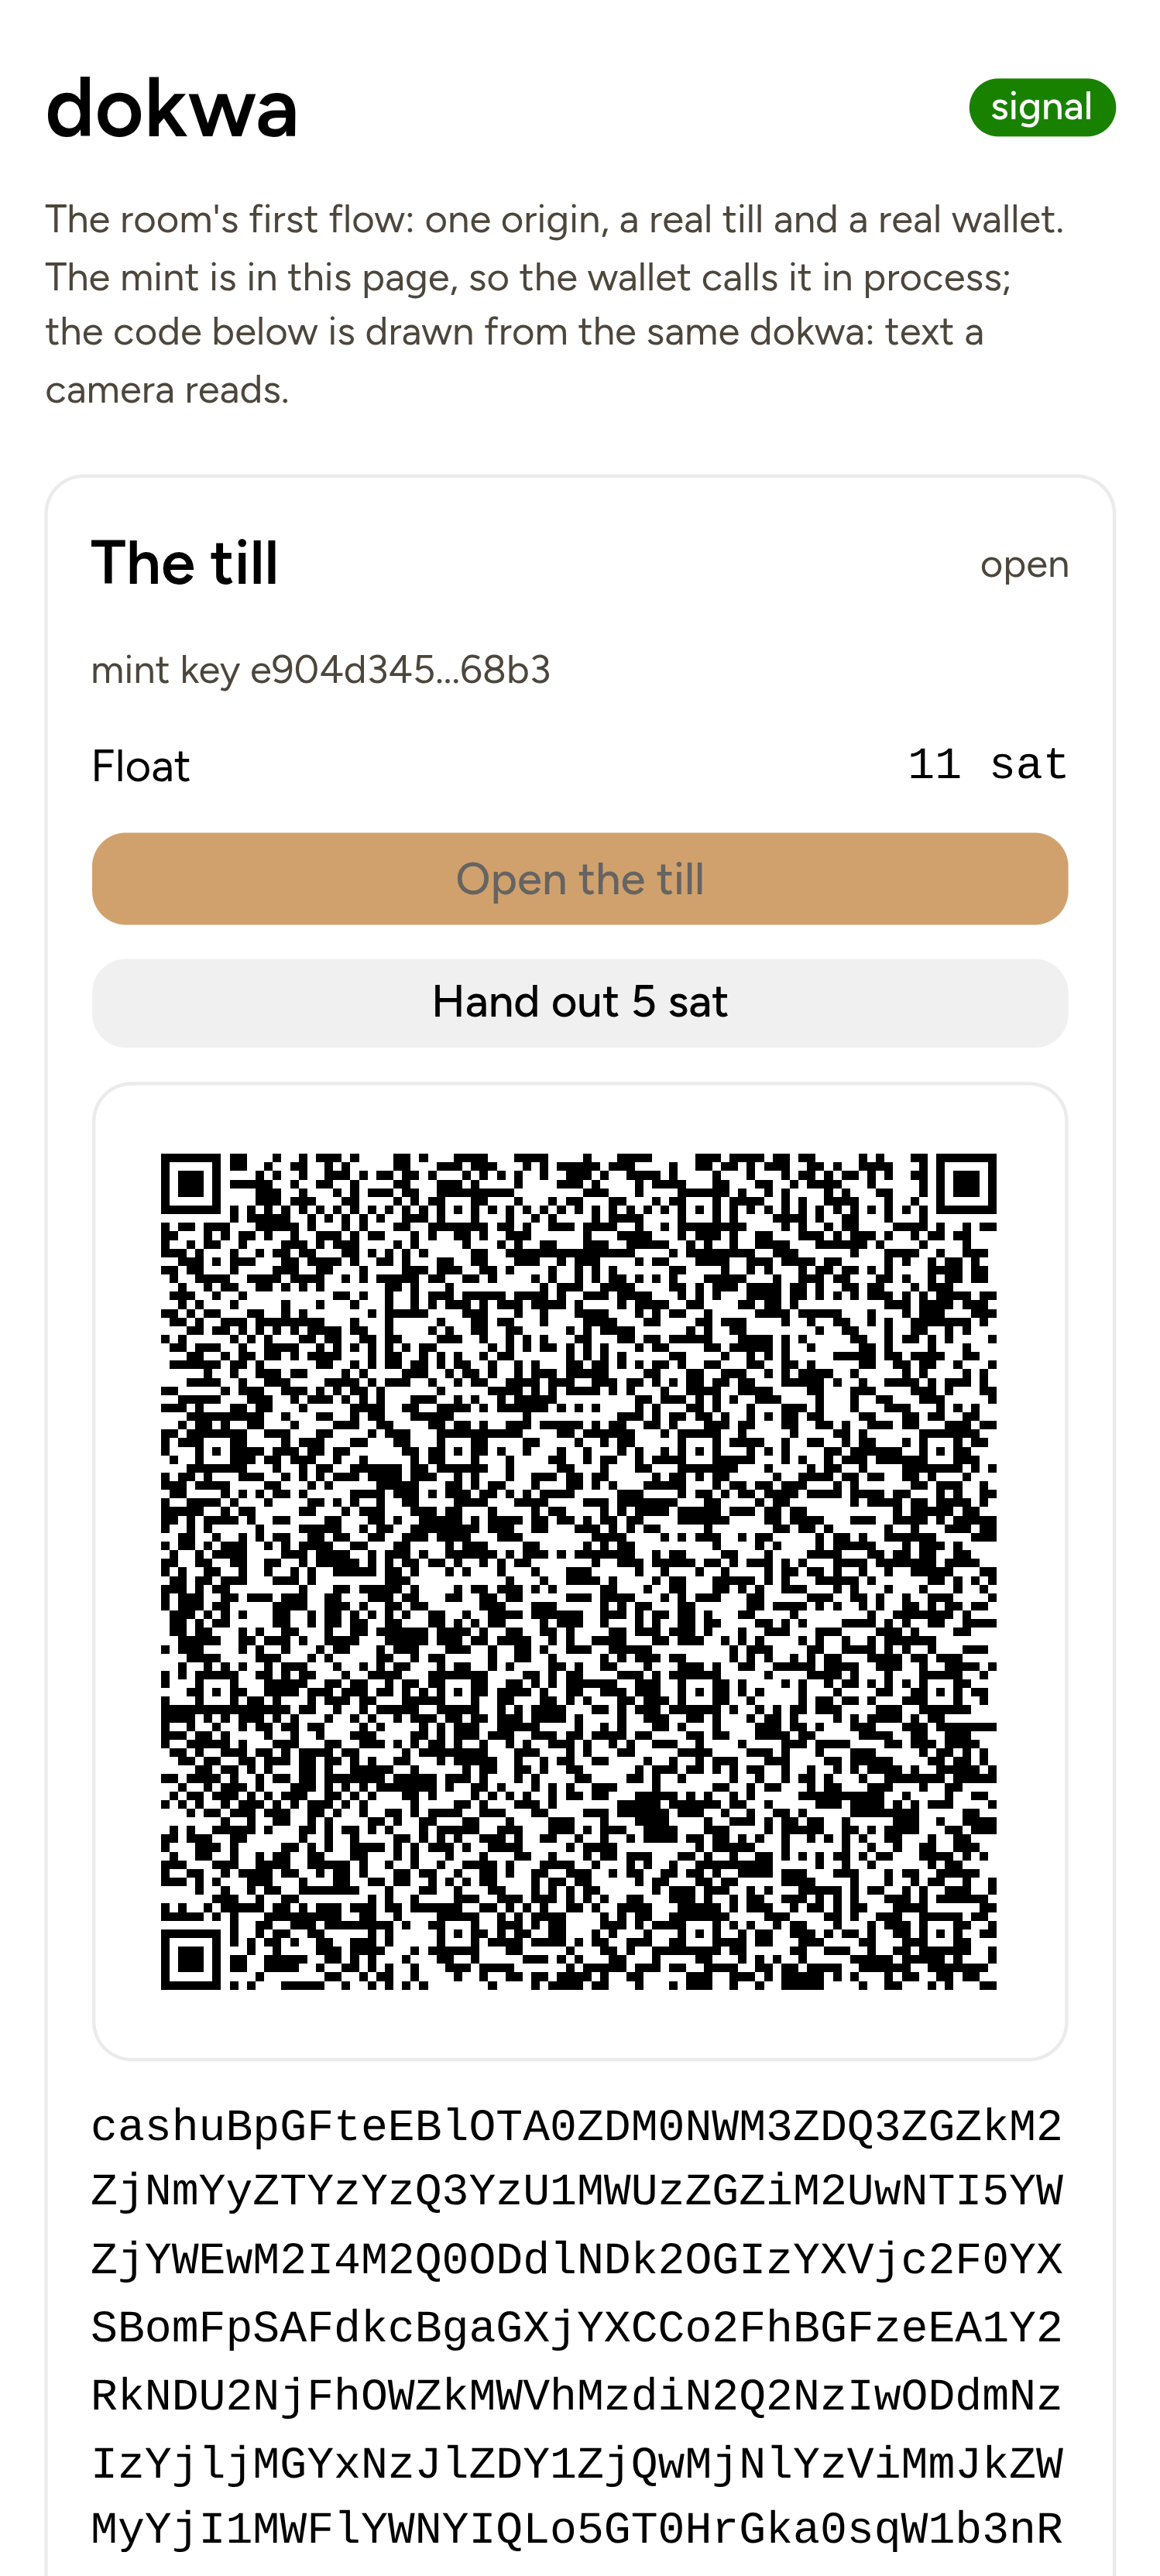 dokwa
signal
The room's first flow: one origin, a real till and a real wallet.
The mint is in this page, so the wallet calls it in process;
the code below is drawn from the same dokwa: text a
camera reads.
The till
open
mint key e904d345...68b3
Float
11 sat
Open the till
Hand out 5 sat
cashuBpGFteEBlOTA0ZDM0NWM3ZDQ3ZGZkM2
ZjNmYyZTYzYzQ3YzU1MWUzZGZiM2UwNTI5YW
ZjYWEwM2I4M2Q0ODdlNDk2OGIzYXVjc2F0YX
SBomFpSAFdkcBgaGXjYXCCo2FhBGFzeEA1Y2
RkNDU2NjFhOWZkMWVhMzdiN2Q2NzIwODdmNz
IzYjljMGYxNzJlZDY1ZjQwMjNlYzViMmJkZW
MyYjI1MWFlYWNYIQLo5GT0HrGka0sqW1b3nR